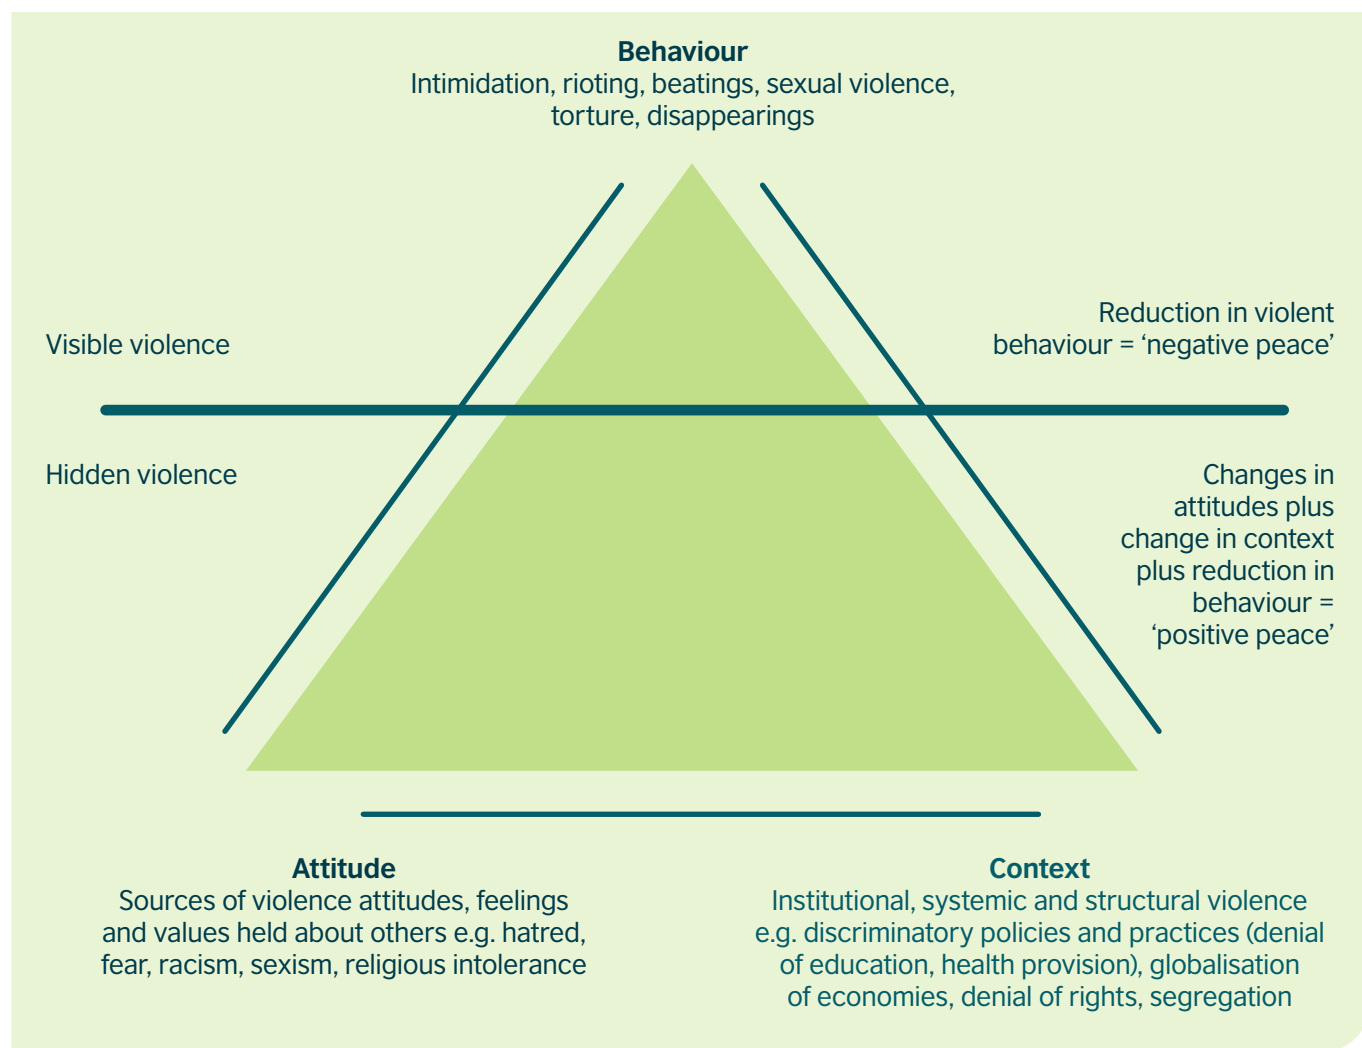 Behaviour
Intimidation, rioting, beatings, sexual violence,
torture, disappearings
Visible violence
Reduction in violent
behaviour = ‘negative peace’
Hidden violence
Changes in
attitudes plus
change in context
plus reduction in
behaviour =
‘positive peace’
Attitude
Sources of violence attitudes, feelings
and values held about others e.g. hatred,
fear, racism, sexism, religious intolerance
Context
Institutional, systemic and structural violence
e.g. discriminatory policies and practices (denial
of education, health provision), globalisation
of economies, denial of rights, segregation